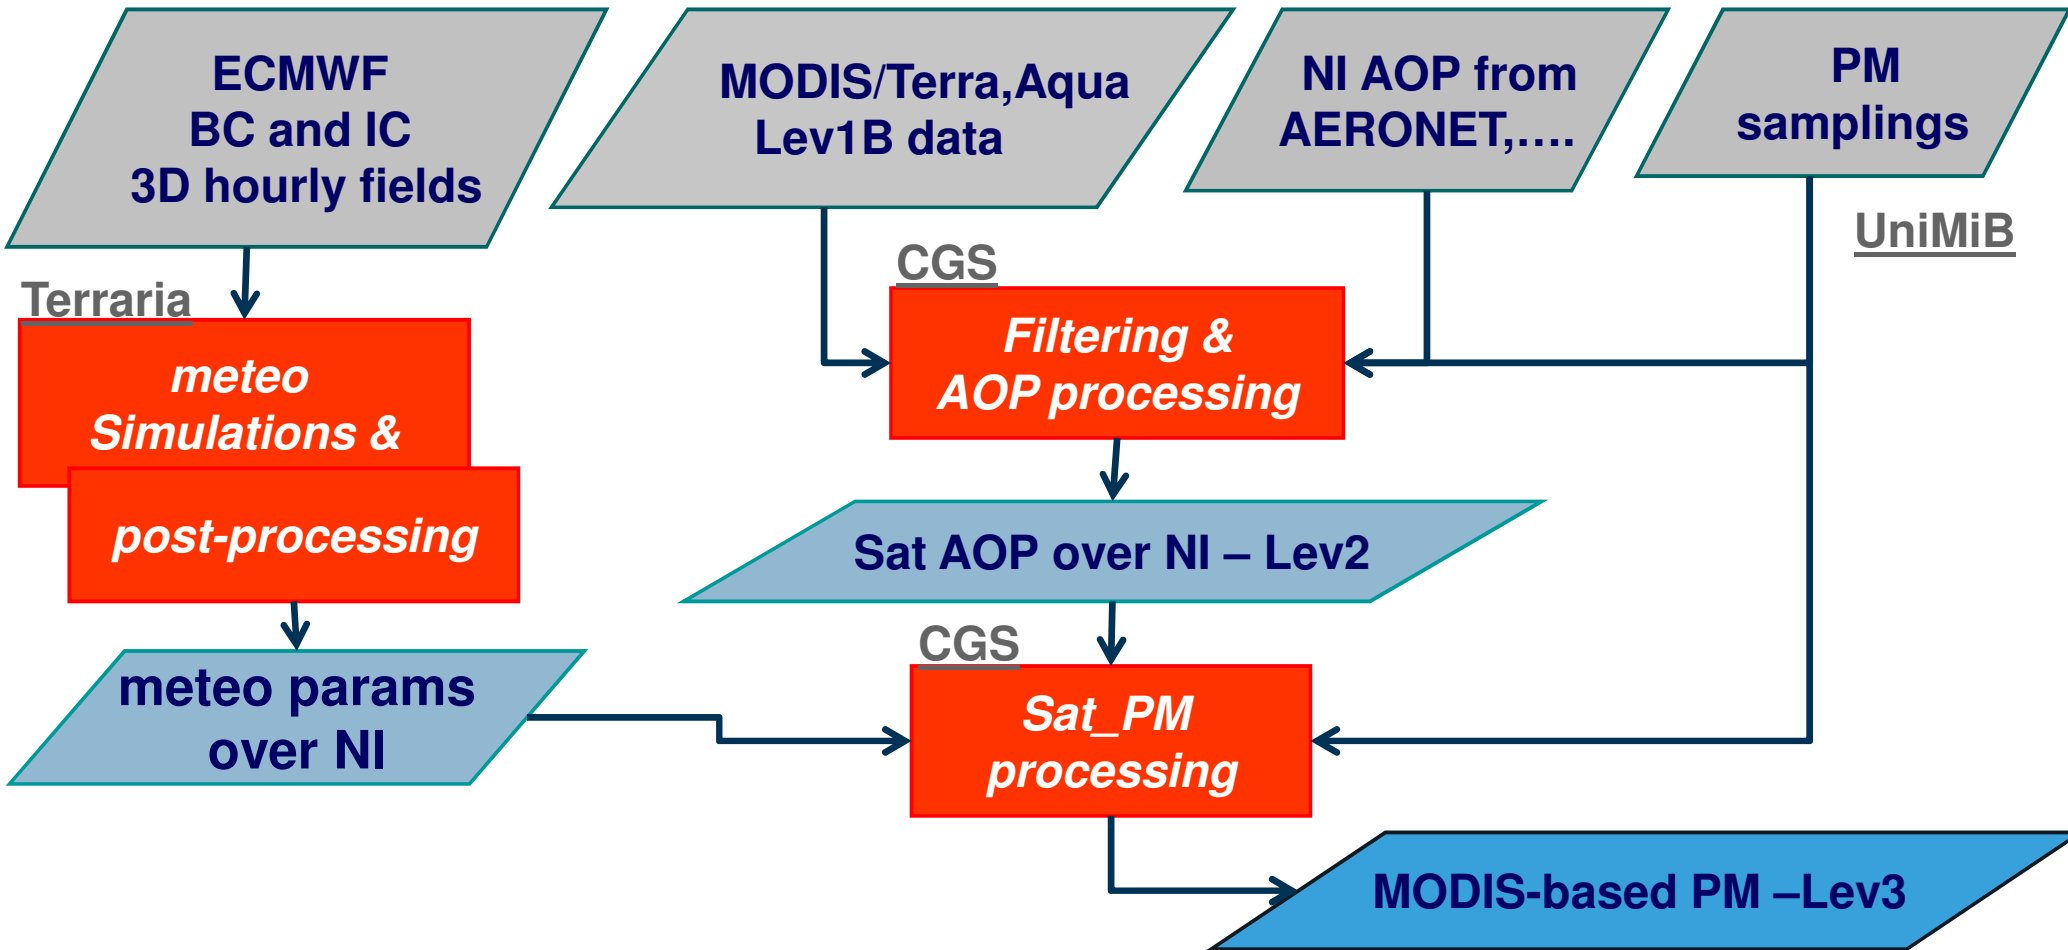 ECMWF
BC and IC
3D hourly fields
MODIS/Terra,Aqua
Lev1B data
NI AOP from
AERONET,....
PM
samplings
UniMiB
CGS
Terraria
Filtering &
AOP processing
meteo
Simulations &
post-processing
Sat AOP over NI – Lev2
CGS
meteo params
over NI
Sat_PM
processing
MODIS-based PM –Lev3